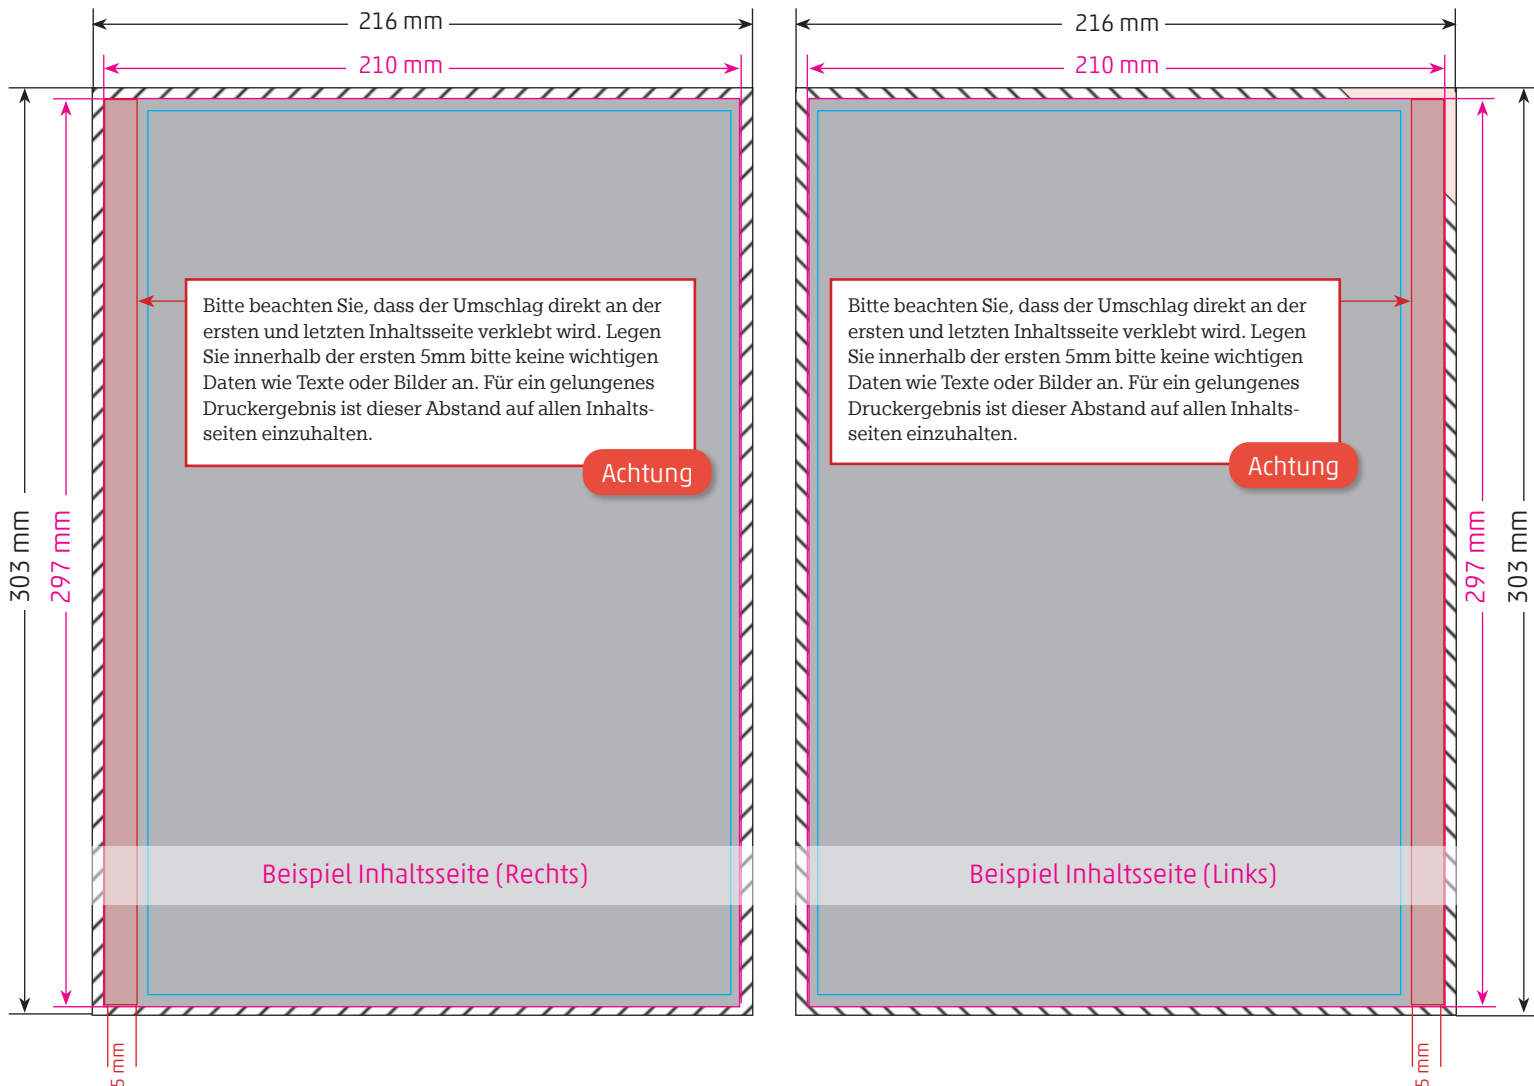 216 mm
216 mm
210 mm
210 mm
Bitte beachten Sie, dass der Umschlag direkt an der
ersten und letzten Inhaltsseite verklebt wird. Legen
Sie innerhalb der ersten 5mm bitte keine wichtigen
Daten wie Texte oder Bilder an. Für ein gelungenes
Druckergebnis ist dieser Abstand auf allen Inhalts-
seiten einzuhalten.
Achtung
Bitte beachten Sie, dass der Umschlag direkt an der
ersten und letzten Inhaltsseite verklebt wird. Legen
Sie innerhalb der ersten 5mm bitte keine wichtigen
Daten wie Texte oder Bilder an. Für ein gelungenes
Druckergebnis ist dieser Abstand auf allen Inhalts-
seiten einzuhalten.
Achtung
303 mm
297 mm
297 mm
303 mm
Beispiel Inhaltsseite (Rechts)
Beispiel Inhaltsseite (Links)
5 mm
5 mm